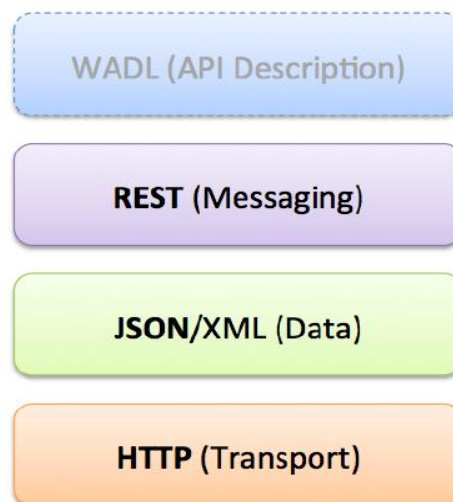 WADL (API Description)
REST (Messaging)
JSON/XML (Data)
HTTP (Transport)